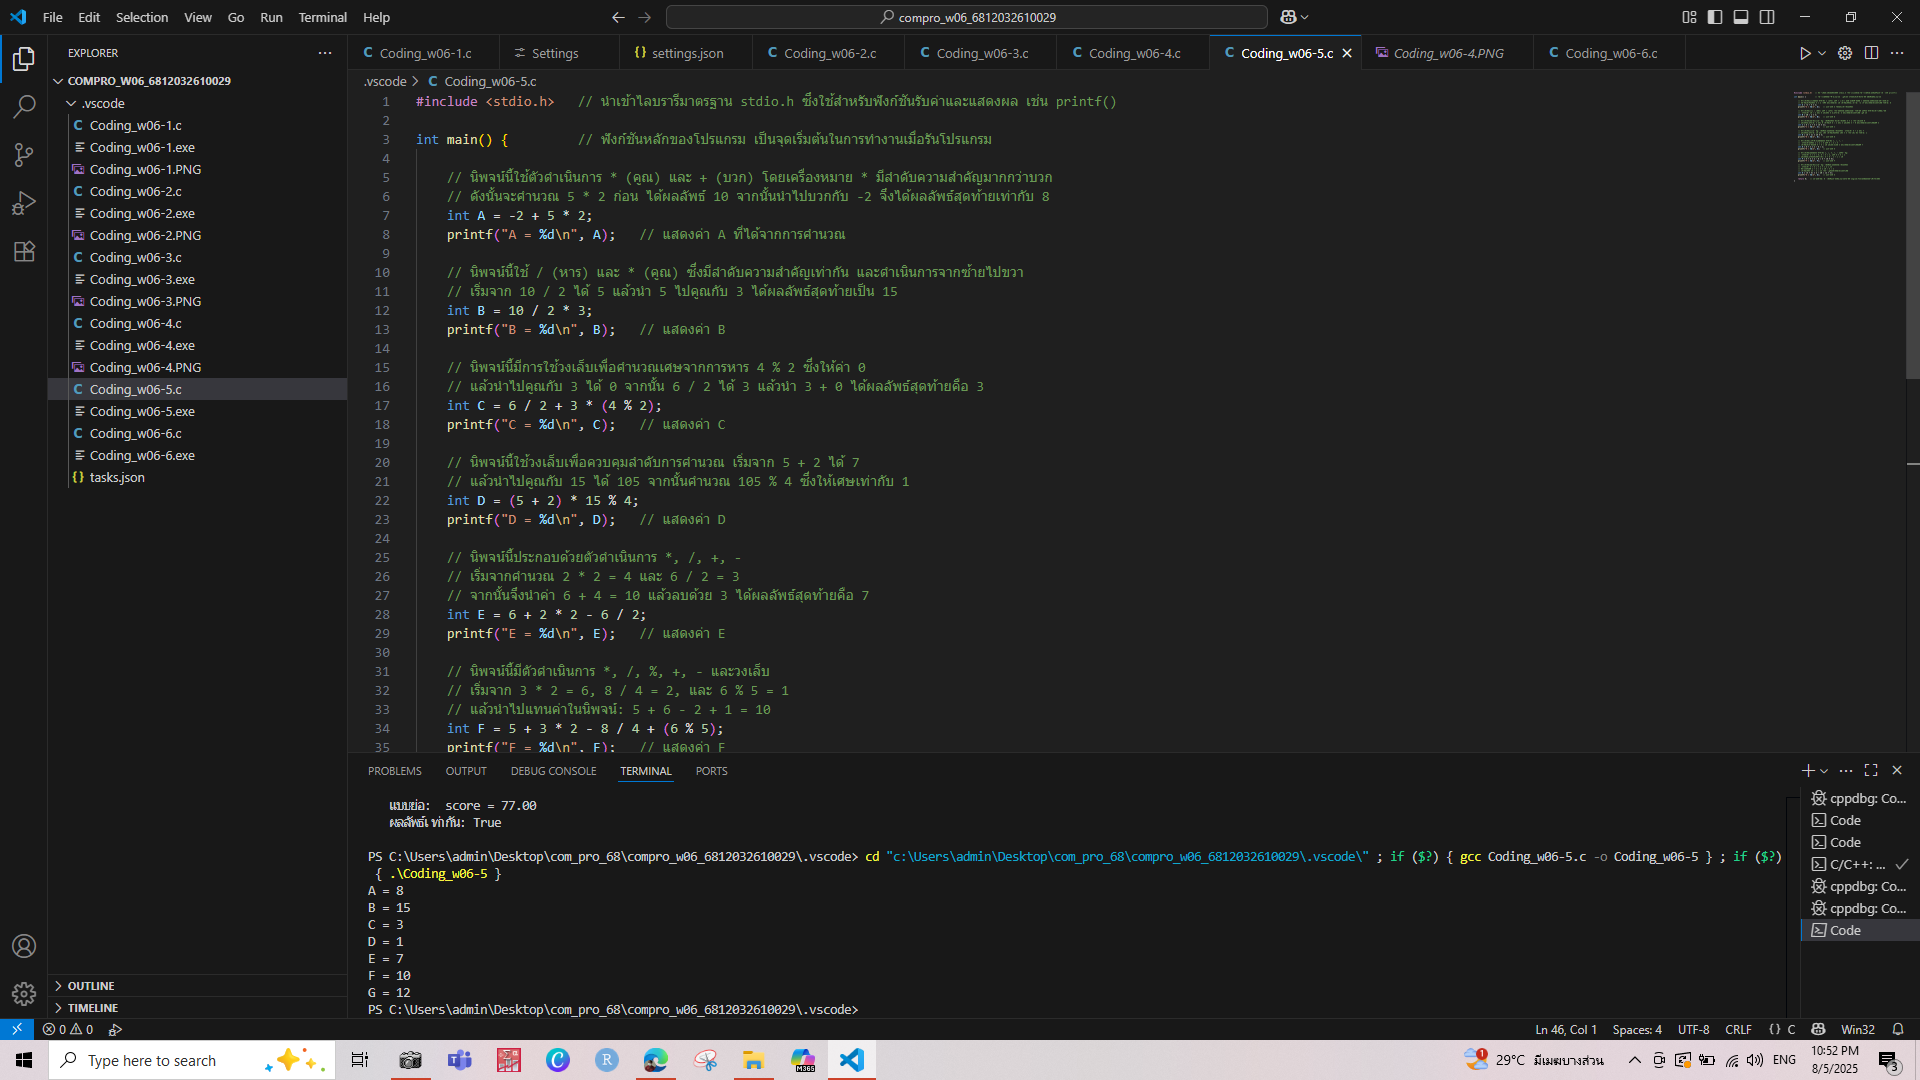 File Edit Selection View Go Run Terminal Help
compro_w06_6812032610029
EXPLORER
COMPRO_W06_6812032610029
.vscode
Coding_w06-1.c
Coding_w06-1.exe
Coding_w06-1.PNG
Coding_w06-2.c
Coding_w06-2.exe
Coding_w06-2.PNG
Coding_w06-3.c
Coding_w06-3.exe
Coding_w06-3.PNG
Coding_w06-4.c
Coding_w06-4.exe
Coding_w06-4.PNG
Coding_w06-5.c
Coding_w06-5.exe
Coding_w06-6.c
Coding_w06-6.exe
tasks.json
OUTLINE
TIMELINE
Coding_w06-1.c Settings settings.json Coding_w06-2.c Coding_w06-3.c Coding_w06-4.c Coding_w06-5.c Coding_w06-4.PNG Coding_w06-6.c
.vscode > C Coding_w06-5.c
1 #include <stdio.h> // นำเข้าไลบรารีมาตรฐาน stdio.h ซึ่งใช้สำหรับฟังก์ชันรับค่าและแสดงผล เช่น printf()
2
3 int main() { // ฟังก์ชันหลักของโปรแกรม เป็นจุดเริ่มต้นในการทำงานเมื่อรันโปรแกรม
4
5 // นิพจน์นี้ใช้ตัวดำเนินการ * (คูณ) และ + (บวก) โดยเครื่องหมาย * มีลำดับความสำคัญมากกว่าบวก
6 // ดังนั้นจะคำนวณ 5 * 2 ก่อน ได้ผลลัพธ์ 10 จากนั้นนำไปบวกกับ -2 จึงได้ผลลัพธ์สุดท้ายเท่ากับ 8
7 int A = -2 + 5 * 2;
8 printf("A = %d\n", A); // แสดงค่า A ที่ได้จากการคำนวณ
9
10 // นิพจน์นี้ใช้ / (หาร) และ * (คูณ) ซึ่งมีลำดับความสำคัญเท่ากัน และดำเนินการจากซ้ายไปขวา
11 // เริ่มจาก 10 / 2 ได้ 5 แล้วนำ 5 ไปคูณกับ 3 ได้ผลลัพธ์สุดท้ายเป็น 15
12 int B = 10 / 2 * 3;
13 printf("B = %d\n", B); // แสดงค่า B
14
15 // นิพจน์นี้มีการใช้วงเล็บเพื่อคำนวณเศษจากการหาร 4 % 2 ซึ่งให้ค่า 0
16 // แล้วนำไปคูณกับ 3 ได้ 0 จากนั้น 6 / 2 ได้ 3 แล้วนำ 3 + 0 ได้ผลลัพธ์สุดท้ายคือ 3
17 int C = 6 / 2 + 3 * (4 % 2);
18 printf("C = %d\n", C); // แสดงค่า C
19
20 // นิพจน์นี้ใช้วงเล็บเพื่อควบคุมลำดับการคำนวณ เริ่มจาก 5 + 2 ได้ 7
21 // แล้วนำไปคูณกับ 15 ได้ 105 จากนั้นคำนวณ 105 % 4 ซึ่งให้เศษเท่ากับ 1
22 int D = (5 + 2) * 15 % 4;
23 printf("D = %d\n", D); // แสดงค่า D
24
25 // นิพจน์นี้ประกอบด้วยตัวดำเนินการ *, /, +, -
26 // เริ่มจากคำนวณ 2 * 2 = 4 และ 6 / 2 = 3
27 // จากนั้นจึงนำค่า 6 + 4 = 10 แล้วลบด้วย 3 ได้ผลลัพธ์สุดท้ายคือ 7
28 int E = 6 + 2 * 2 - 6 / 2;
29 printf("E = %d\n", E); // แสดงค่า E
30
31 // นิพจน์นี้มีตัวดำเนินการ *, /, %, +, - และวงเล็บ
32 // เริ่มจาก 3 * 2 = 6, 8 / 4 = 2, และ 6 % 5 = 1
33 // แล้วนำไปแทนค่าในนิพจน์: 5 + 6 - 2 + 1 = 10
34 int F = 5 + 3 * 2 - 8 / 4 + (6 % 5);
35 printf("F = %d\n", F); // แสดงค่า F
PROBLEMS OUTPUT DEBUG CONSOLE TERMINAL PORTS
แบบย่อ: score = 77.00
ผลลัพธ์เท่ากัน: True
PS C:\Users\admin\Desktop\com_pro_68\compro_w06_6812032610029\.vscode> cd "c:\Users\admin\Desktop\com_pro_68\compro_w06_6812032610029\.vscode\" ; if ($?) { gcc Coding_w06-5.c -o Coding_w06-5 } ; if ($?)
{ .\Coding_w06-5 }
A = 8
B = 15
C = 3
D = 1
E = 7
F = 10
G = 12
PS C:\Users\admin\Desktop\com_pro_68\compro_w06_6812032610029\.vscode>
cppdbg: Co...
Code
Code
C/C++: ...
cppdbg: Co...
cppdbg: Co...
Code
0 0
Ln 46, Col 1 Spaces: 4 UTF-8 CRLF {} C Win32
Type here to search
M365
1 29°C มีเมฆบางส่วน ENG
10:52 PM
8/5/2025
3